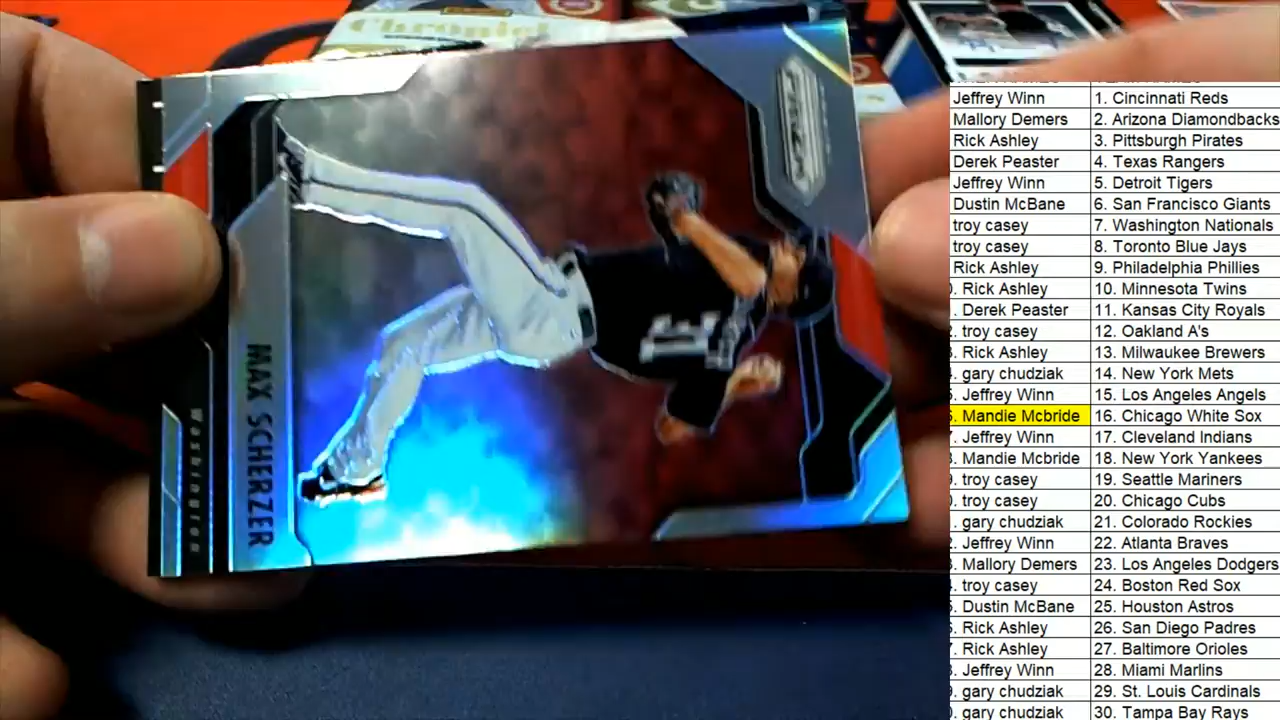 Chronicles
PRIZM
MAX SCHERZER
Washington
Jeffrey Winn 1. Cincinnati Reds
Mallory Demers 2. Arizona Diamondbacks
Rick Ashley 3. Pittsburgh Pirates
Derek Peaster 4. Texas Rangers
Jeffrey Winn 5. Detroit Tigers
Dustin McBane 6. San Francisco Giants
troy casey 7. Washington Nationals
troy casey 8. Toronto Blue Jays
Rick Ashley 9. Philadelphia Phillies
. Rick Ashley 10. Minnesota Twins
. Derek Peaster 11. Kansas City Royals
. troy casey 12. Oakland A's
. Rick Ashley 13. Milwaukee Brewers
. gary chudziak 14. New York Mets
. Jeffrey Winn 15. Los Angeles Angels
. Mandie Mcbride 16. Chicago White Sox
. Jeffrey Winn 17. Cleveland Indians
. Mandie Mcbride 18. New York Yankees
. troy casey 19. Seattle Mariners
. troy casey 20. Chicago Cubs
. gary chudziak 21. Colorado Rockies
. Jeffrey Winn 22. Atlanta Braves
. Mallory Demers 23. Los Angeles Dodgers
. troy casey 24. Boston Red Sox
. Dustin McBane 25. Houston Astros
. Rick Ashley 26. San Diego Padres
. Rick Ashley 27. Baltimore Orioles
. Jeffrey Winn 28. Miami Marlins
. gary chudziak 29. St. Louis Cardinals
. gary chudziak 30. Tampa Bay Rays